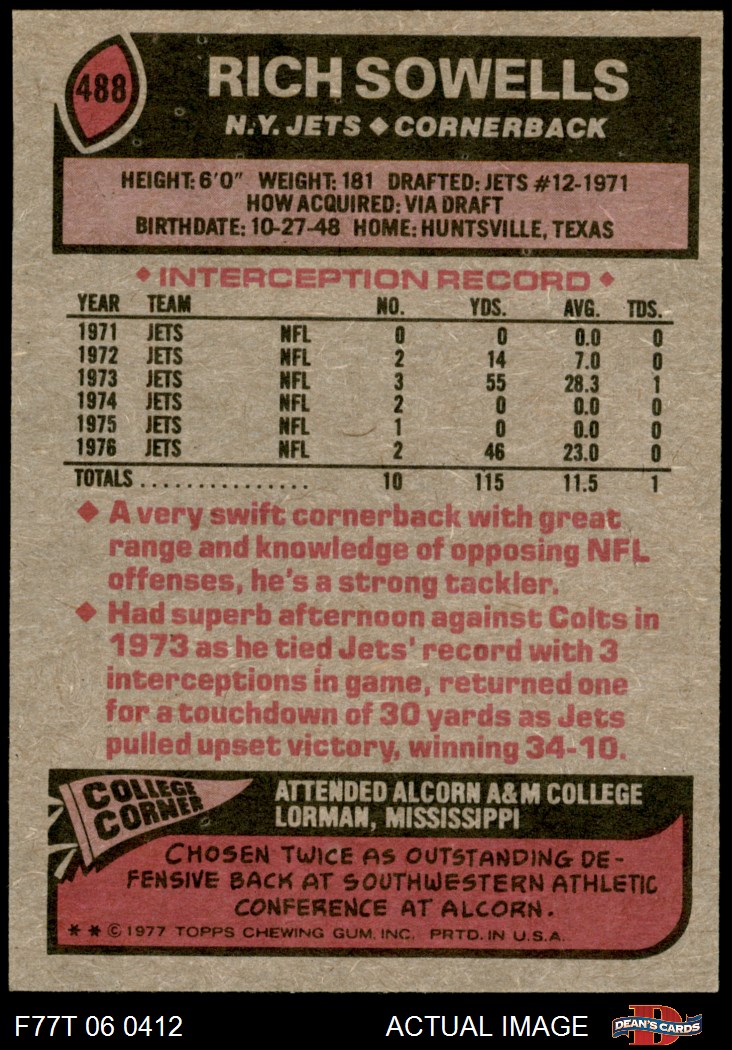 488
RICH SOWELLS
N.Y. JETS ◆ CORNERBACK
HEIGHT: 6'0" WEIGHT: 181 DRAFTED: JETS #12-1971
HOW ACQUIRED: VIA DRAFT
BIRTHDATE: 10-27-48 HOME: HUNTSVILLE, TEXAS
◆ INTERCEPTION RECORD ◆
YEAR TEAM NO. YDS. AVG. TDS.
1971 JETS NFL 0 0 0.0 0
1972 JETS NFL 2 14 7.0 0
1973 JETS NFL 3 55 28.3 1
1974 JETS NFL 2 0 0.0 0
1975 JETS NFL 1 0 0.0 0
1976 JETS NFL 2 46 23.0 0
TOTALS ............... 10 115 11.5 1
◆ A very swift cornerback with great
range and knowledge of opposing NFL
offenses, he's a strong tackler.
◆ Had superb afternoon against Colts in
1973 as he tied Jets' record with 3
interceptions in game, returned one
for a touchdown of 30 yards as Jets
pulled upset victory, winning 34-10.
COLLEGE
CORNER
ATTENDED ALCORN A&M COLLEGE
LORMAN, MISSISSIPPI
CHOSEN TWICE AS OUTSTANDING DE-
FENSIVE BACK AT SOUTHWESTERN ATHLETIC
CONFERENCE AT ALCORN.
* * © 1977 TOPPS CHEWING GUM, INC. PRTD. IN U.S.A.
F77T 06 0412 ACTUAL IMAGE D DEAN'S CARDS